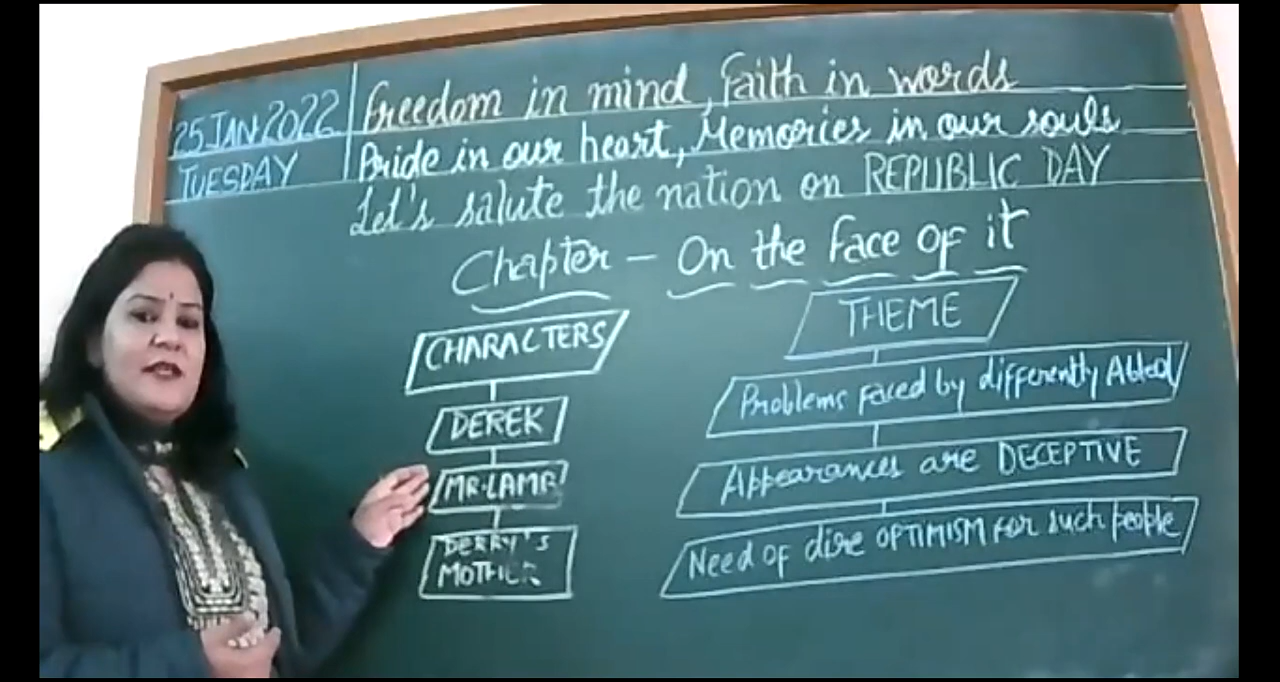 25 JAN 2022
TUESDAY
Freedom in mind, Faith in words
Pride in our heart, Memories in our souls
Let's salute the nation on REPUBLIC DAY
Chapter - On the Face OF it
CHARACTERS
DEREK
MR. LAMB
DERRY'S
MOTHER
THEME
Problems faced by differently Abled
Appearances are DECEPTIVE
Need of dire OPTIMISM For such people